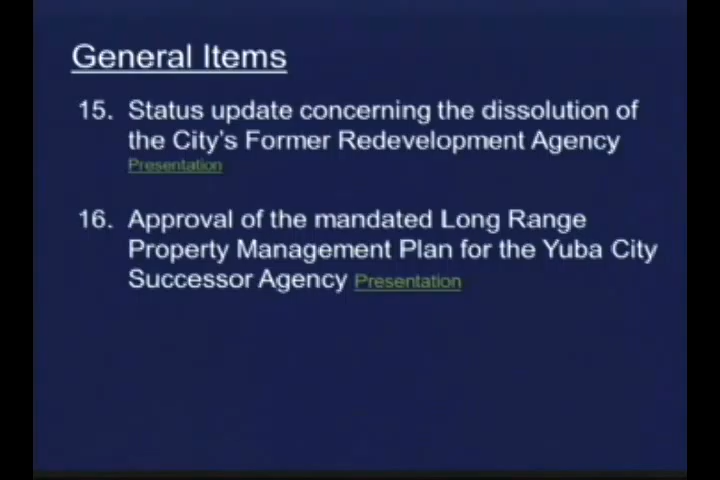 General Items
15. Status update concerning the dissolution of
the City's Former Redevelopment Agency
Presentation
16. Approval of the mandated Long Range
Property Management Plan for the Yuba City
Successor Agency Presentation